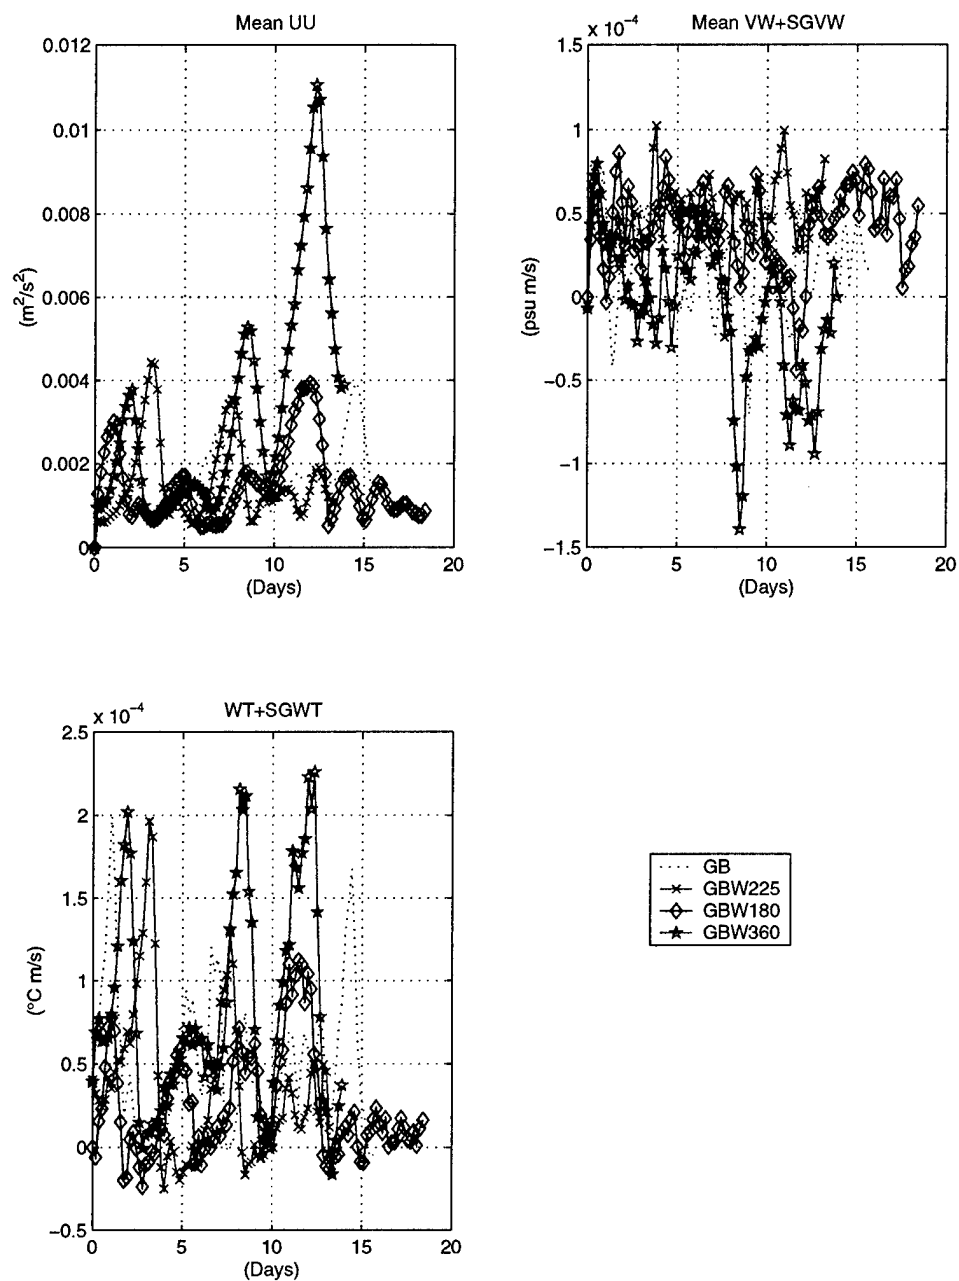 Mean UU
0.012
0.01
0.008
0.006
0.004
0.002
0
(m²/s²)
0 5 10 15 20
(Days)
Mean VW+SGVW
x 10⁻⁴
1.5
1
0.5
0
−0.5
−1
−1.5
(psu m/s)
0 5 10 15 20
(Days)
WT+SGWT
x 10⁻⁴
2.5
2
1.5
1
0.5
0
−0.5
(°C m/s)
0 5 10 15 20
(Days)
GB
GBW225
GBW180
GBW360